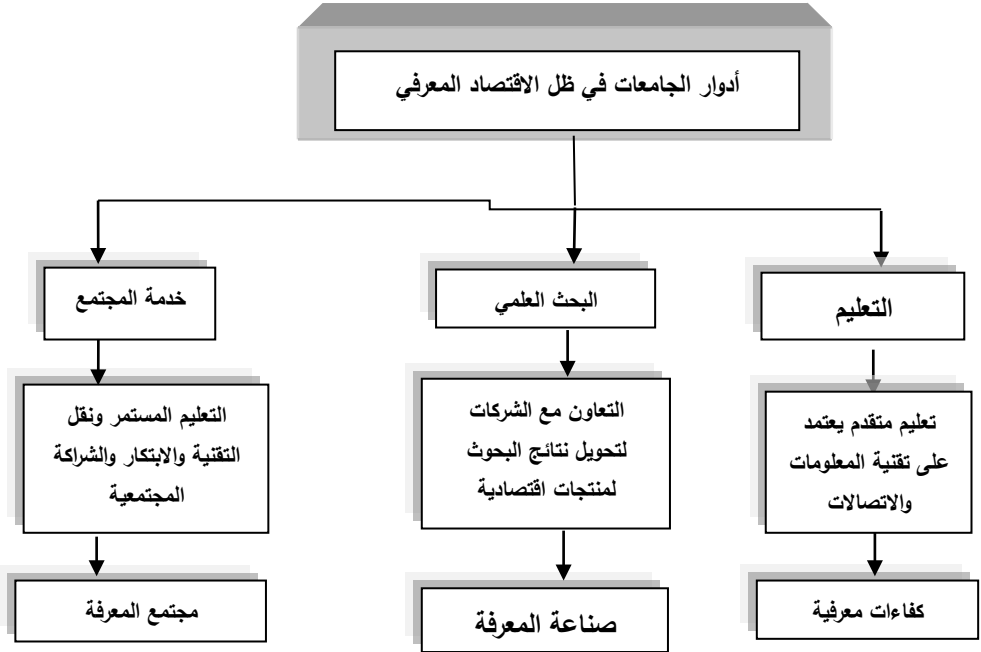 أدوار الجامعات في ظل الاقتصاد المعرفي
التعليم
البحث العلمي
خدمة المجتمع
تعليم متقدم يعتمد
على تقنية المعلومات
والاتصالات
التعاون مع الشركات
لتحويل نتائج البحوث
لمنتجات اقتصادية
التعليم المستمر ونقل
التقنية والابتكار والشراكة
المجتمعية
كفاءات معرفية
صناعة المعرفة
مجتمع المعرفة